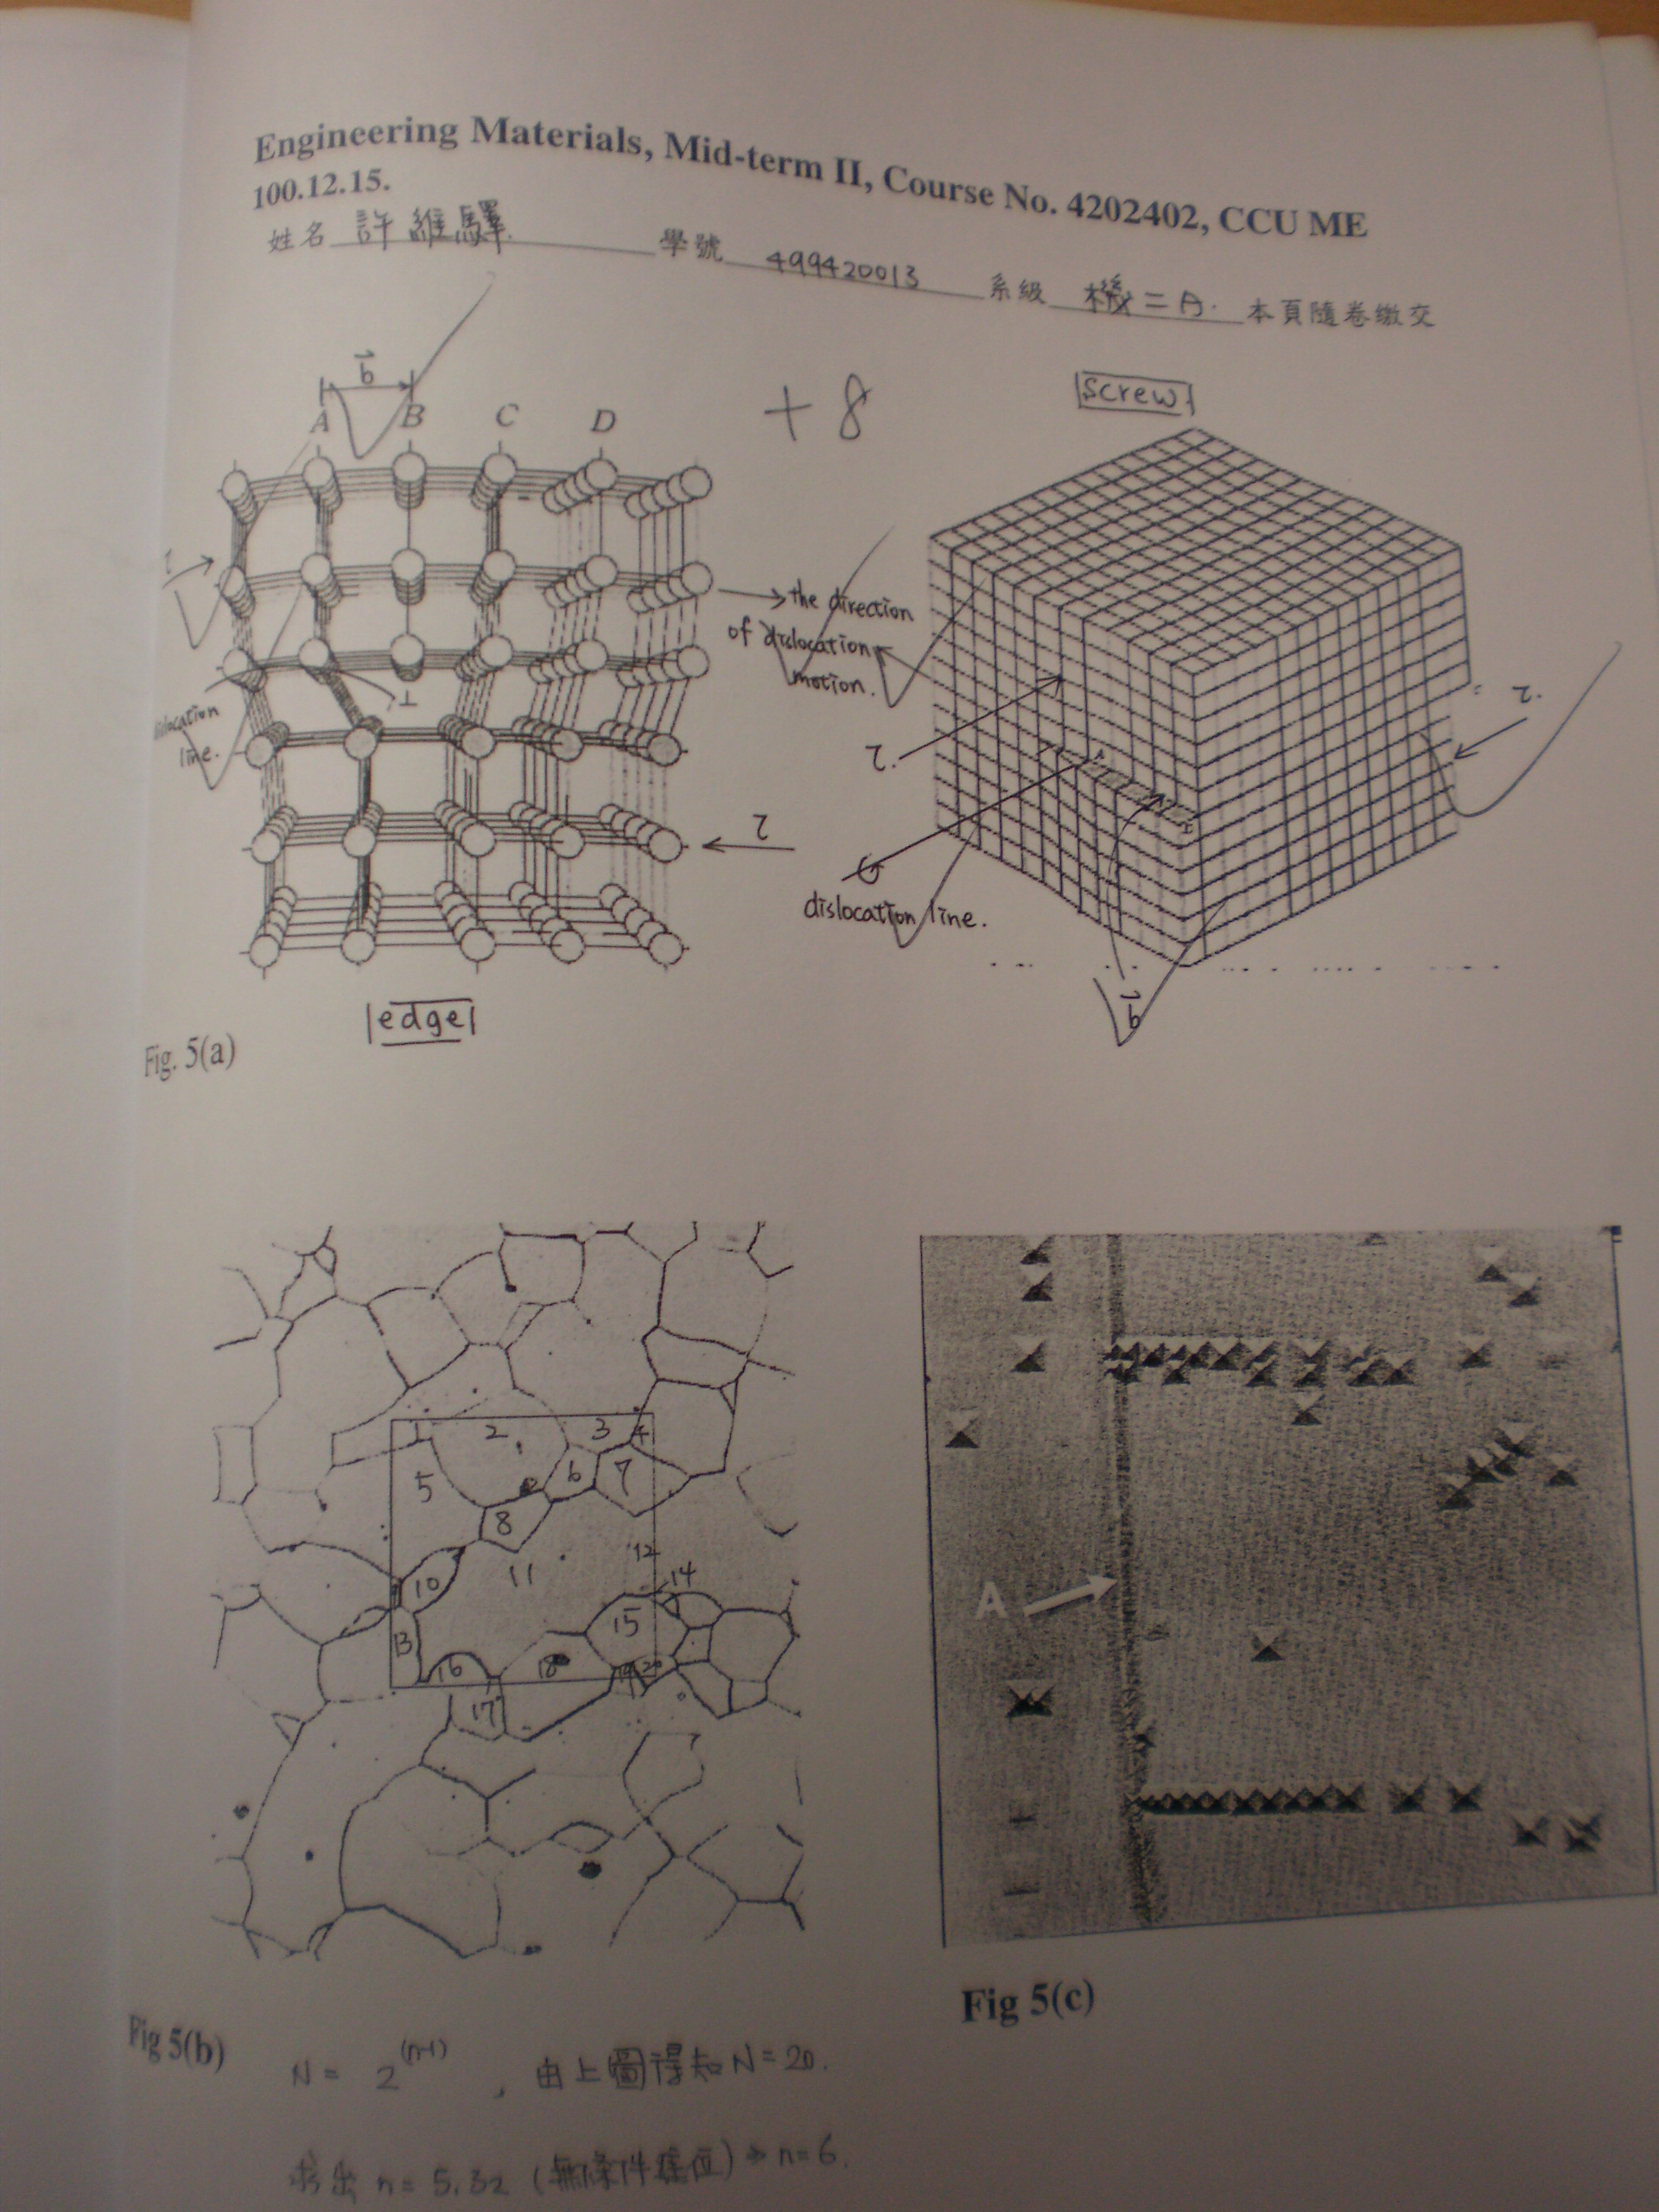 Engineering Materials, Mid-term II, Course No. 4202402, CCU ME
100.12.15.
姓名 許維驛 學號 499420013 系級 機二A. 本頁隨卷繳交
b
A B C D
+8
screw
τ
the direction
of dislocation
motion.
dislocation
line.
⊥
τ
τ.
τ.
dislocation line.
b
edge
Fig. 5(a)
1 2 3 4
5 6 7
8
10 11 12
13 14 15
16 17 18 19 20
A
Fig 5(b)
Fig 5(c)
N = 2^(n-1) , 由上圖得知 N=20.
求出 n = 5.32 (無條件進位) → n=6.